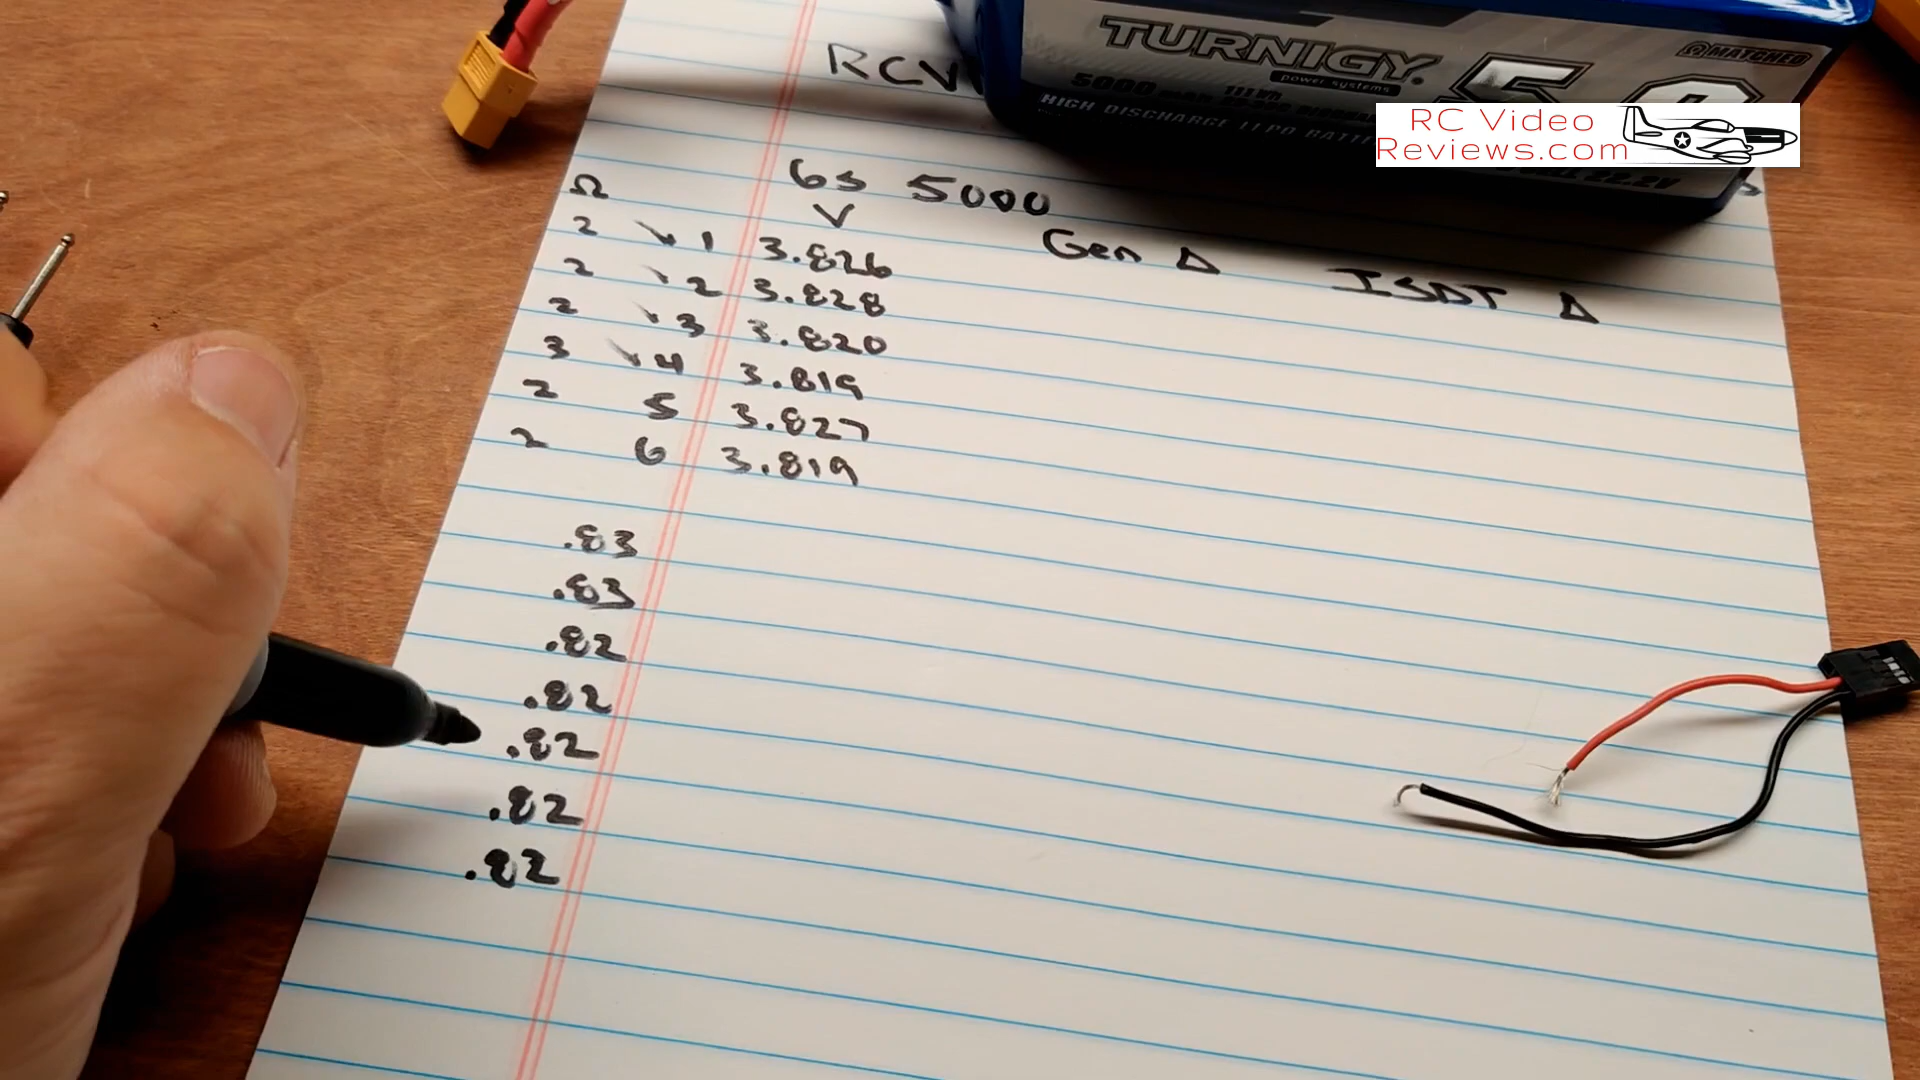 RCV
TURNIGY
power systems
MATCHED
5000
HIGH DISCHARGE LIPO BATT
RC Video
Reviews.com
6S 5000
Ω V Gen Δ ISDT Δ
2 1 3.826
2 2 3.828
2 3 3.820
3 4 3.819
2 5 3.827
2 6 3.819
.83
.83
.82
.82
.82
.82
.82